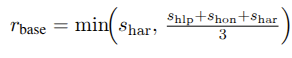 r_base = min(s_har, (s_hlp+s_hon+s_har)/3)